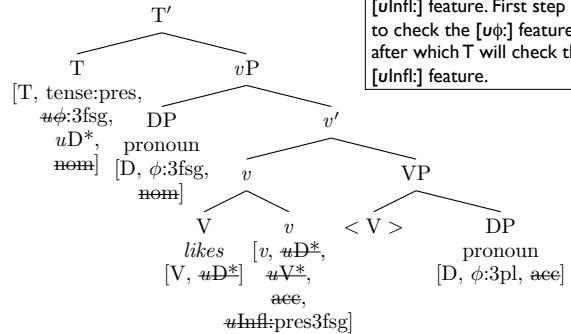 [uInfl:] feature. First step
to check the [uϕ:] feature
after which T will check th
[uInfl:] feature.
T′
T vP
[T, tense:pres,
uϕ:3fsg,
uD*,
nom]
DP v′
pronoun
[D, ϕ:3fsg,
nom]
v VP
V v < V > DP
likes
[V, uD*]
[v, uD*,
uV*,
acc,
uInfl:pres3fsg]
pronoun
[D, ϕ:3pl, acc]